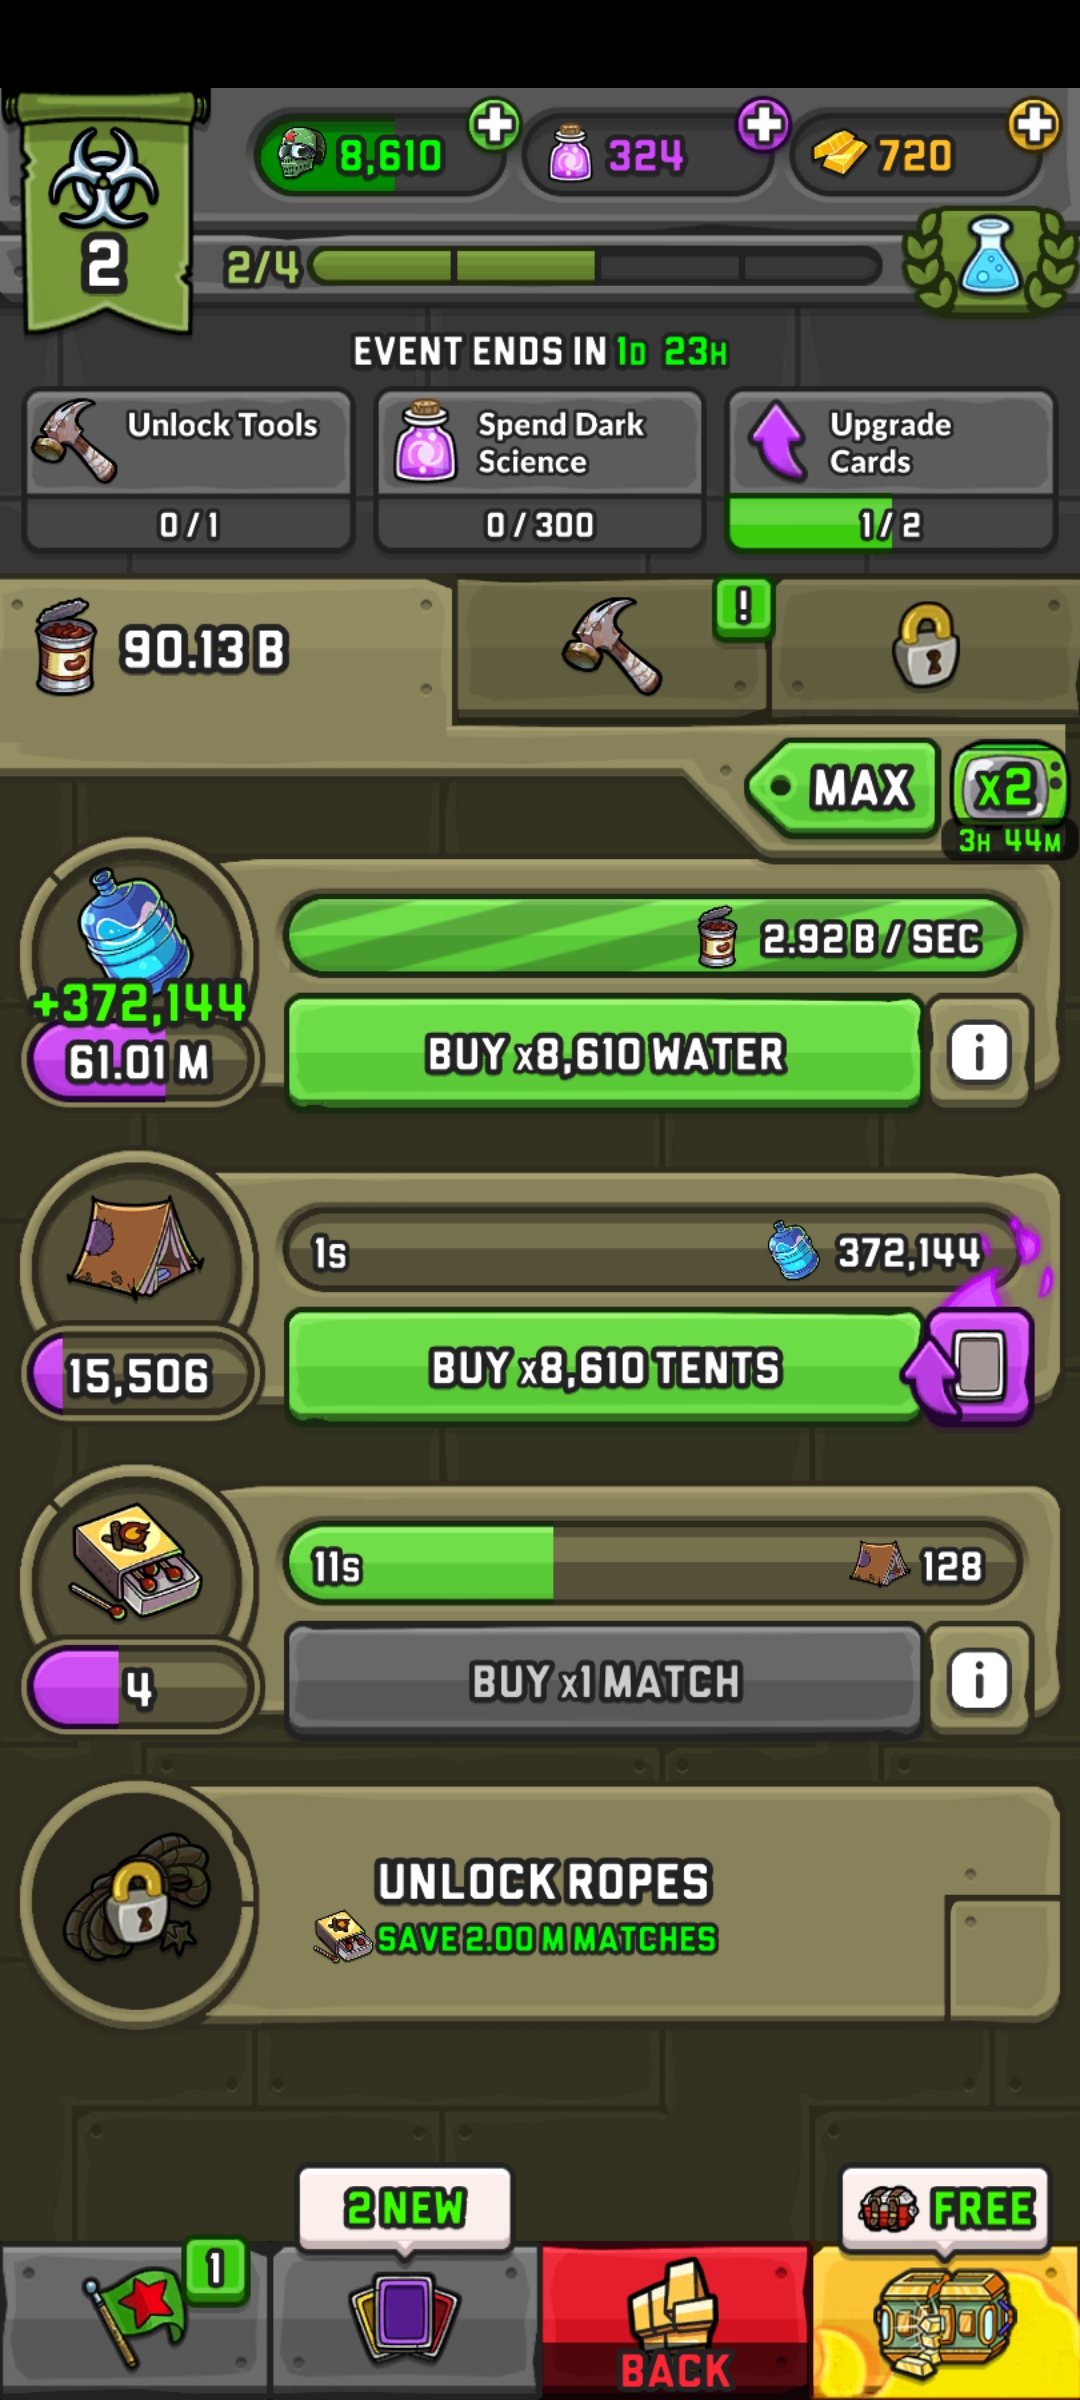 8,610
324
720
2
2/4
EVENT ENDS IN 1D 23H
Unlock Tools
0 / 1
Spend Dark
Science
0 / 300
Upgrade
Cards
1 / 2
90.13 B
!
MAX
x2
3H 44M
2.92 B / SEC
+372,144
61.01 M
BUY x8,610 WATER
i
1s
372,144
15,506
BUY x8,610 TENTS
11s
128
4
BUY x1 MATCH
i
UNLOCK ROPES
SAVE 2.00 M MATCHES
2 NEW
FREE
1
BACK